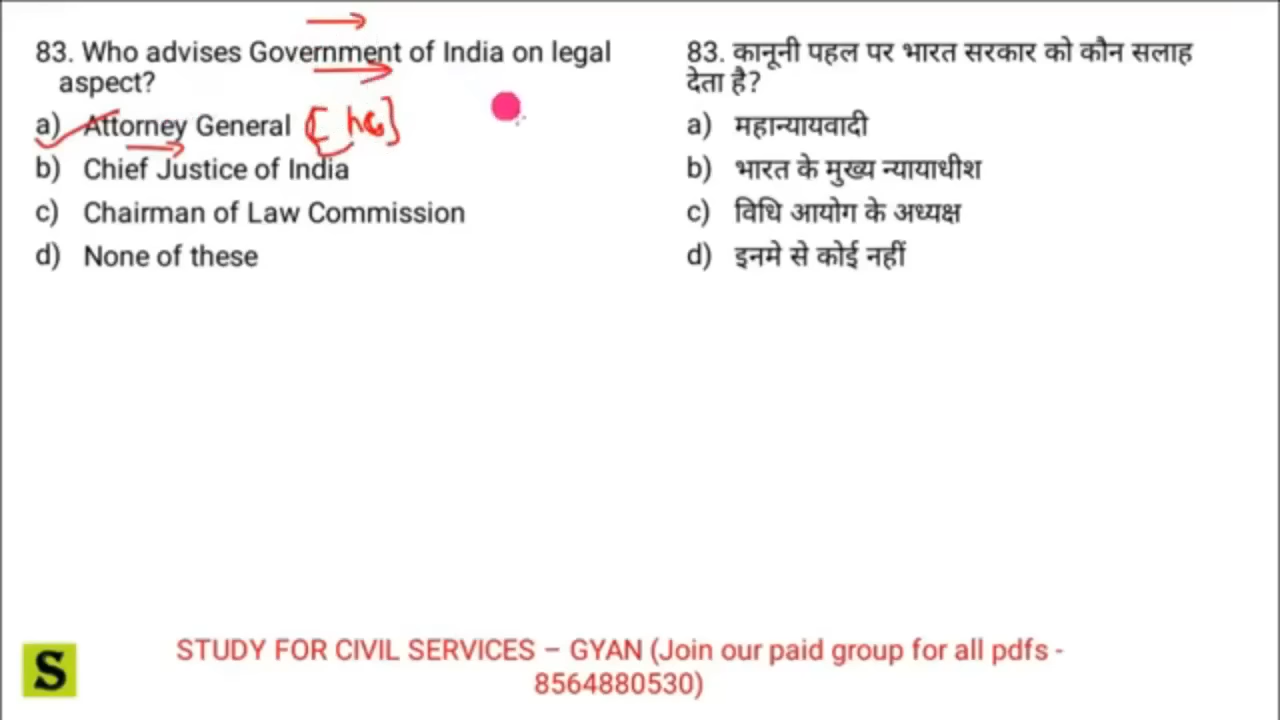 83. Who advises Government of India on legal
aspect?
a) Attorney General
b) Chief Justice of India
c) Chairman of Law Commission
d) None of these
83. कानूनी पहल पर भारत सरकार को कौन सलाह
देता है?
a) महान्यायवादी
b) भारत के मुख्य न्यायाधीश
c) विधि आयोग के अध्यक्ष
d) इनमे से कोई नहीं
S
STUDY FOR CIVIL SERVICES – GYAN (Join our paid group for all pdfs -
8564880530)